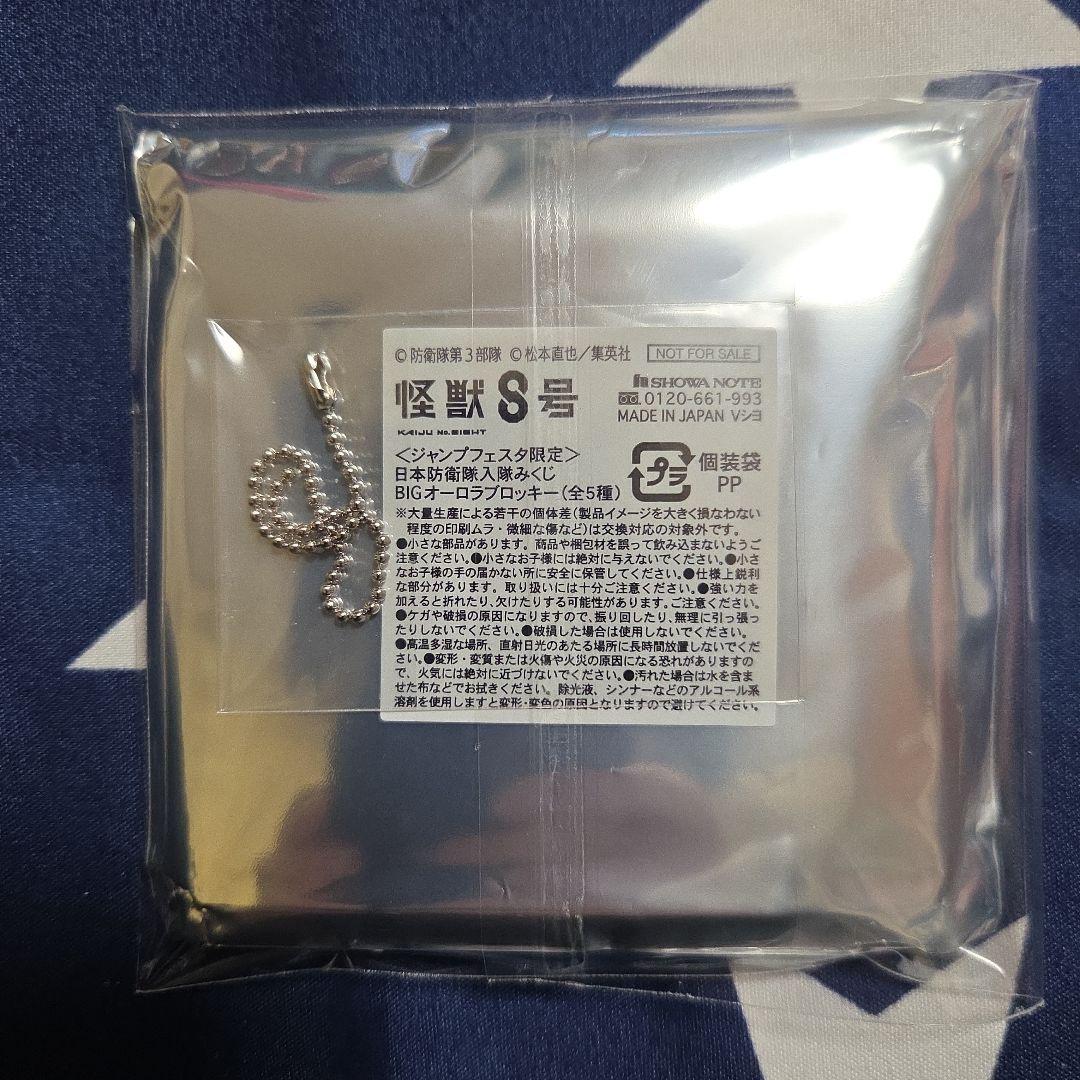 ©防衛隊第3部隊 ©松本直也／集英社 NOT FOR SALE
怪獣8号
KAIJU No.EIGHT
SHOWA NOTE
0120-661-993
MADE IN JAPAN Vシヨ
＜ジャンプフェスタ限定＞
日本防衛隊入隊みくじ
BIGオーロラブロッキー（全5種）
プラ 個装袋
PP
※大量生産による若干の個体差（製品イメージを大きく損なわない
程度の印刷ムラ・微細な傷など）は交換対応の対象外です。
●小さな部品があります。商品や梱包材を誤って飲み込まないようご
注意ください。●小さなお子様には絶対に与えないでください。●小さ
なお子様の手の届かない所に安全に保管してください。●仕様上鋭利
な部分があります。取り扱いには十分ご注意ください。●強い力を
加えると折れたり、欠けたりする可能性があります。ご注意ください。
●ケガや破損の原因になりますので、振り回したり、無理に引っ張っ
たりしないでください。●破損した場合は使用しないでください。
●高温多湿な場所、直射日光のあたる場所に長時間放置しないでくだ
さい。●変形・変質または火傷や火災の原因になる恐れがありますの
で、火気には絶対に近づけないでください。●汚れた場合は水を含ま
せた布などでお拭きください。除光液、シンナーなどのアルコール系
溶剤を使用しますと変形・変色の原因となりますので避けてください。